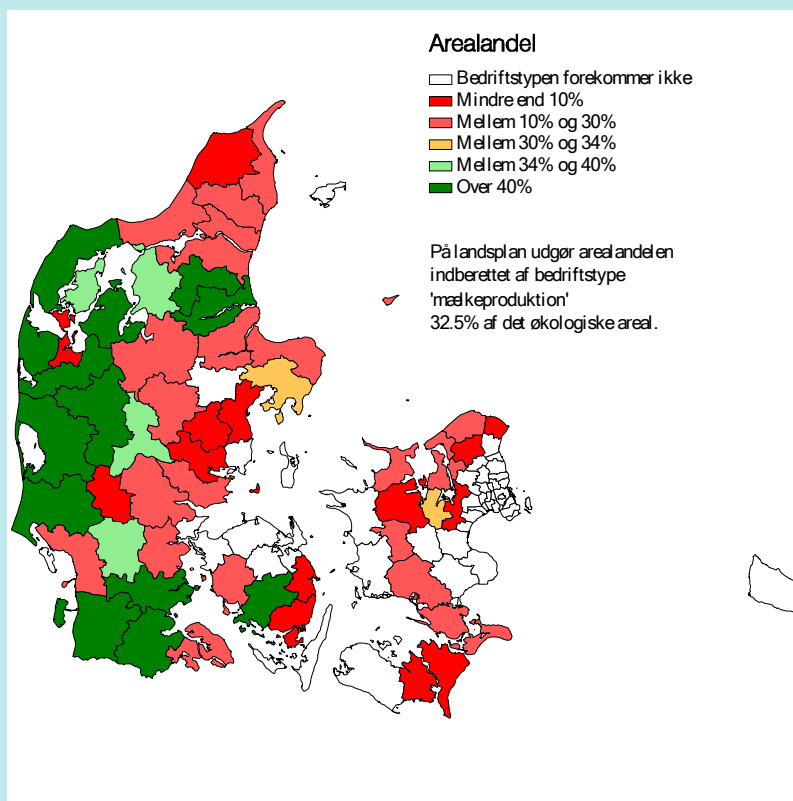 Arealandel
Bedriftstypen forekommer ikke
Mindre end 10%
Mellem 10% og 30%
Mellem 30% og 34%
Mellem 34% og 40%
Over 40%
På landsplan udgør arealandelen
indberettet af bedriftstype
'mælkeproduktion'
32.5% af det økologiske areal.